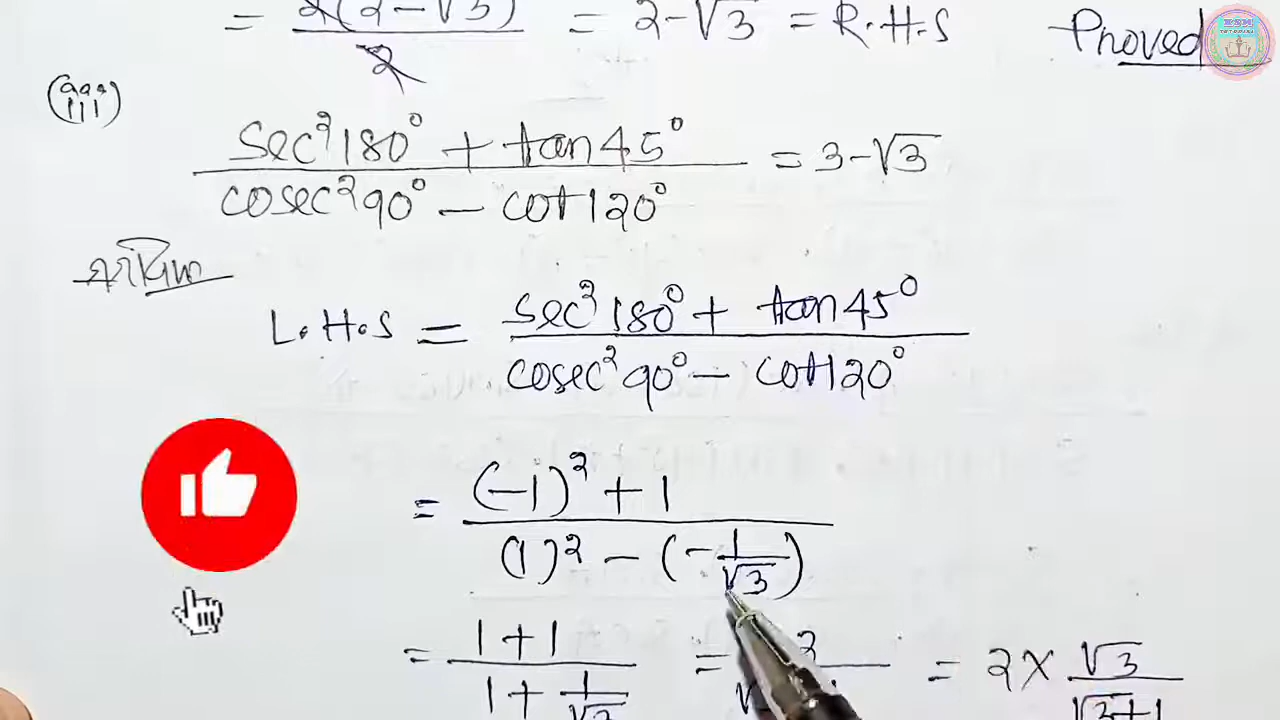 = 2(2-√3)/2 = 2-√3 = R.H.S Proved
(iii)
sec²180° + tan45° / cosec²90° - cot120° = 3-√3
L.H.S = sec²180° + tan45° / cosec²90° - cot120°
= (-1)² + 1 / (1)² - (-1/√3)
= 1+1 / 1+1/√3 = 2 = 2× √3/√3+1